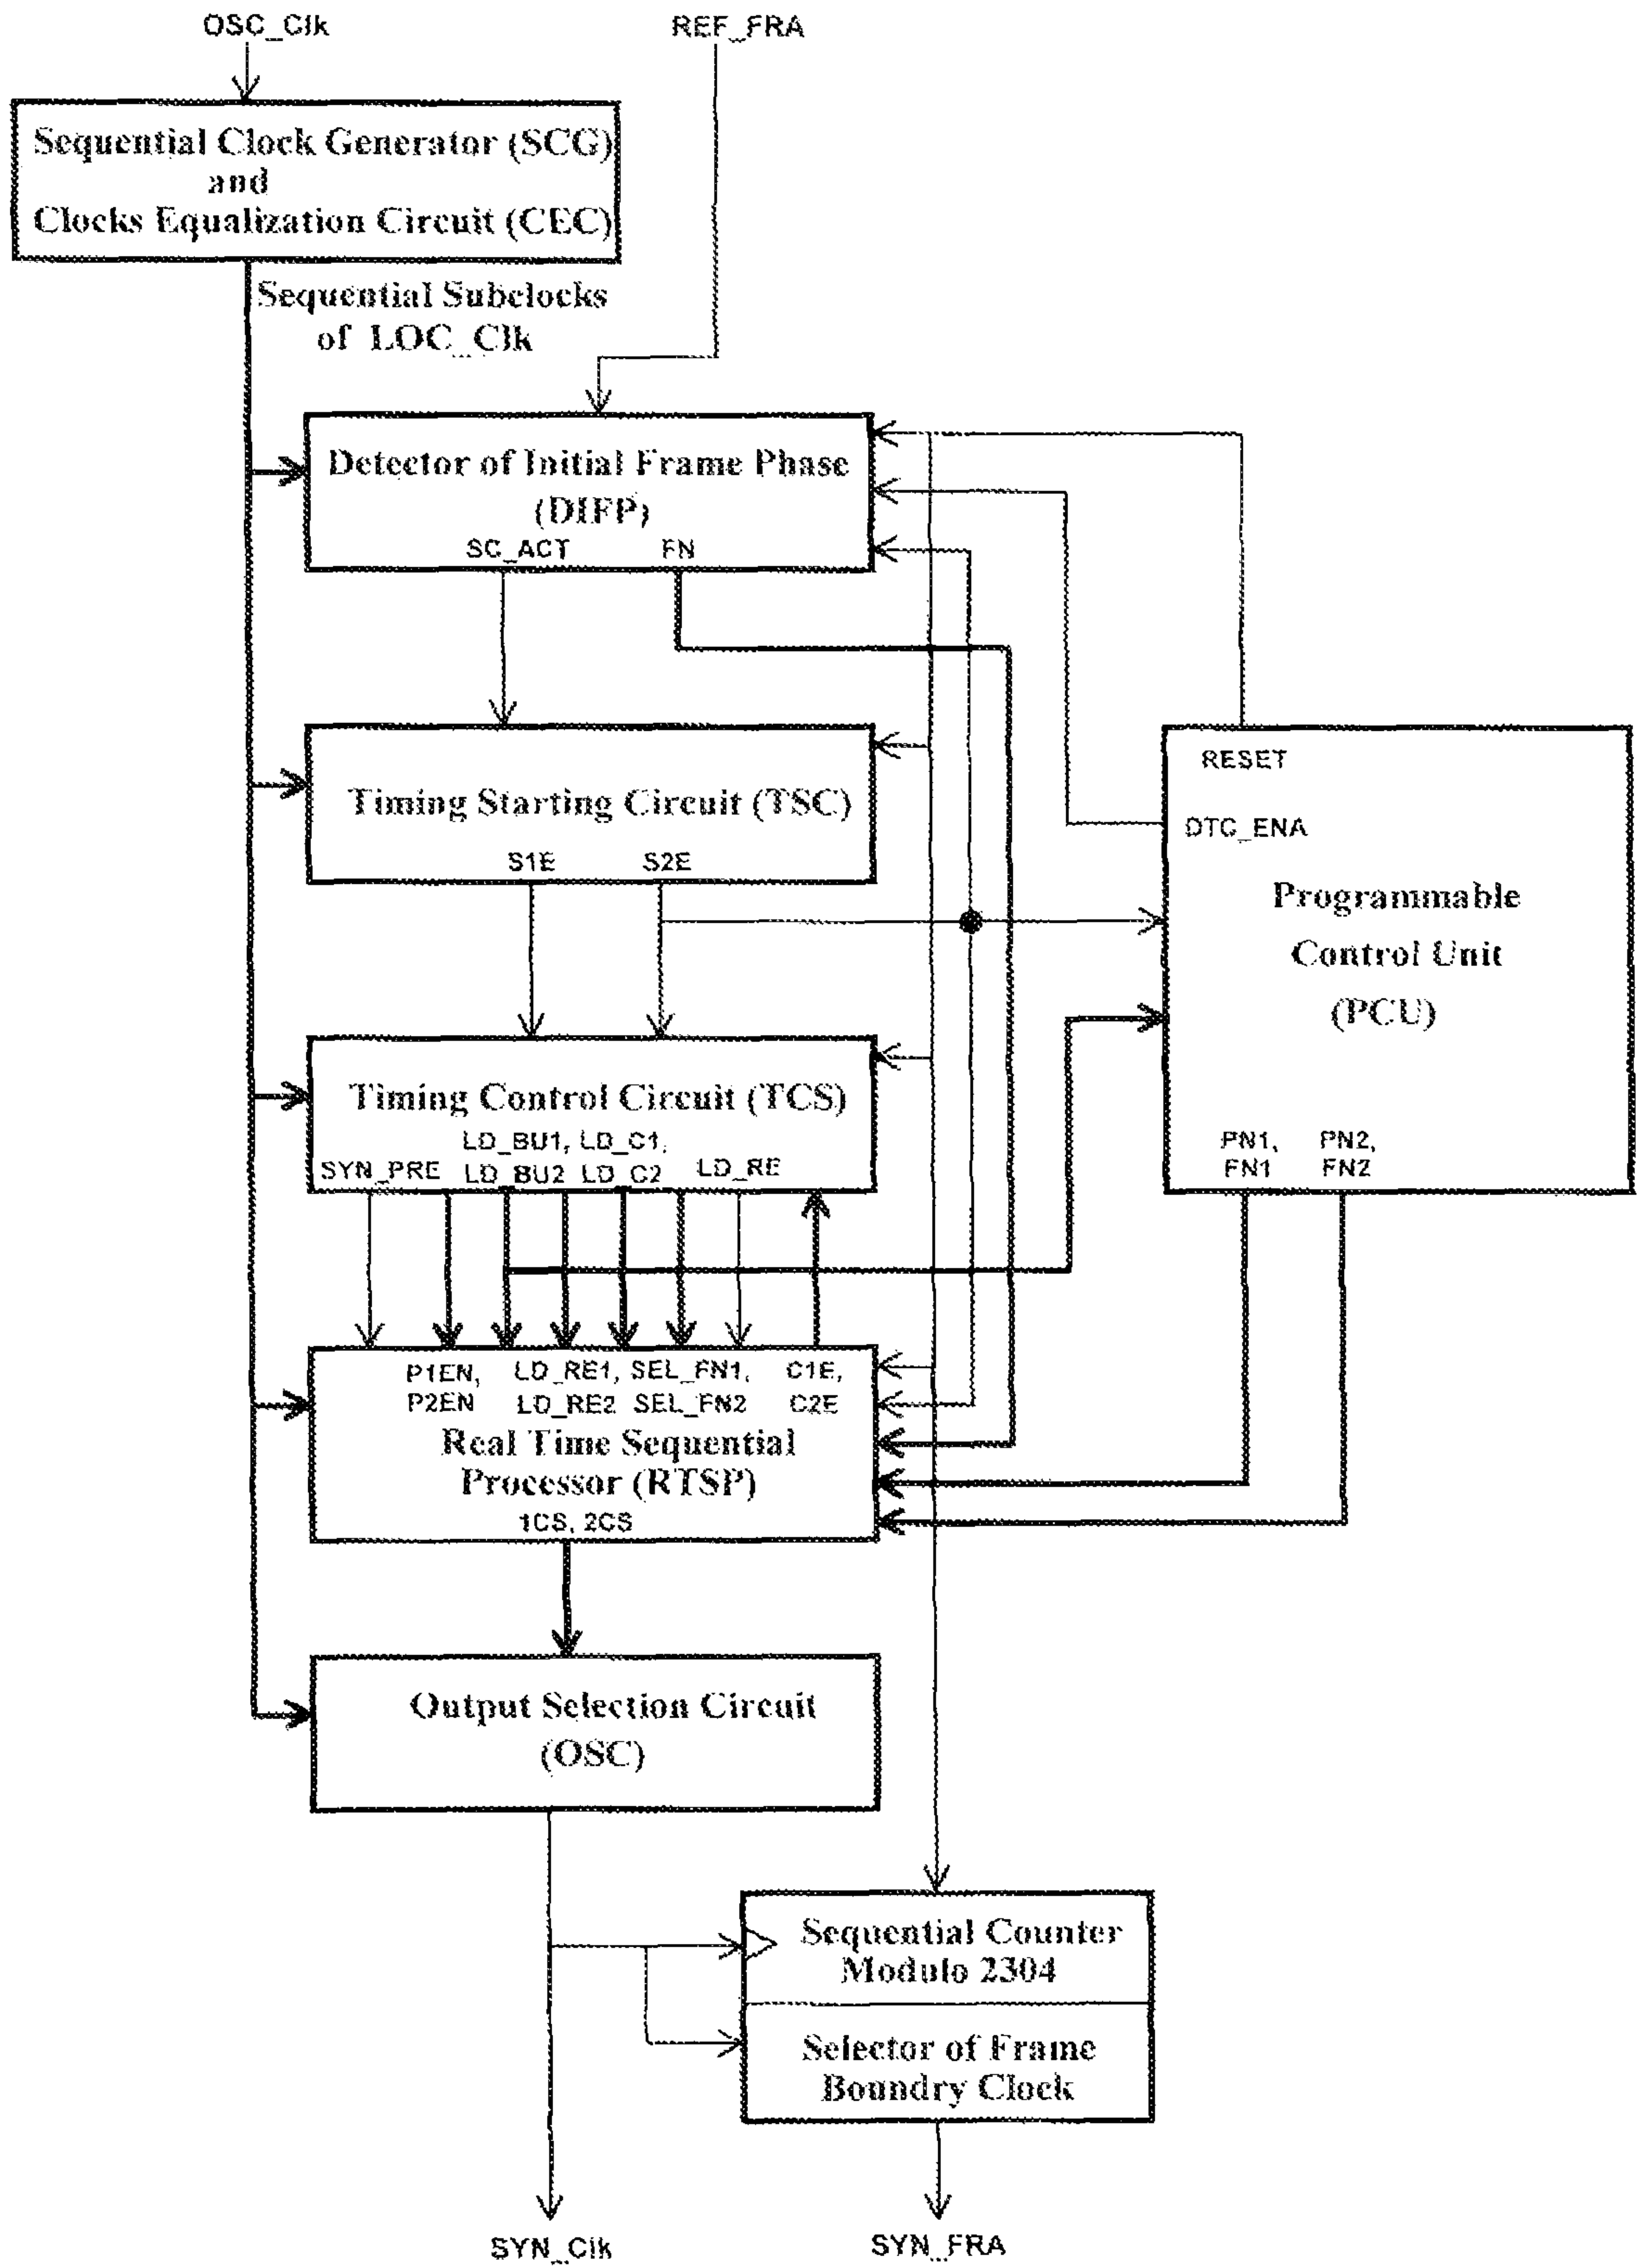 OSC_Clk
REF_FRA
Sequential Clock Generator (SCG)
and
Clocks Equalization Circuit (CEC)
Sequential Subclocks
of LOC_Clk
Detector of Initial Frame Phase
(DIFP)
SC_ACT FN
Timing Starting Circuit (TSC)
S1E S2E
RESET
DTC_ENA
Programmable
Control Unit
(PCU)
PN1, PN2,
FN1 FN2
Timing Control Circuit (TCS)
LD_BU1, LD_C1,
SYN_PRE LD_BU2 LD_C2 LD_RE
P1EN, LD_RE1, SEL_FN1, C1E,
P2EN LD_RE2 SEL_FN2 C2E
Real Time Sequential
Processor (RTSP)
1CS, 2CS
Output Selection Circuit
(OSC)
Sequential Counter
Modulo 2304
Selector of Frame
Boundry Clock
SYN_Clk
SYN_FRA